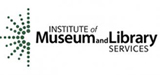 INSTITUTE of
Museum and Library
SERVICES